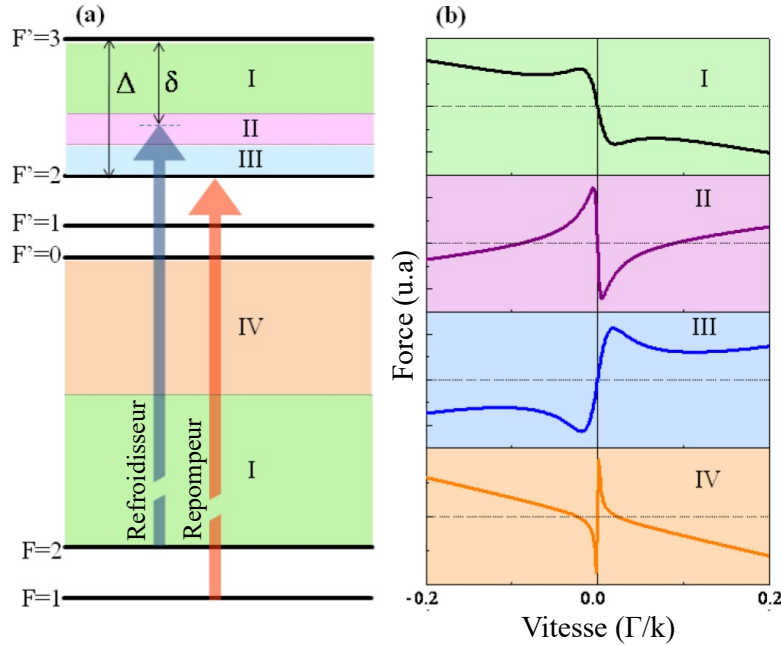 (a)
F'=3
I
Δ
δ
II
III
F'=2
F'=1
F'=0
IV
Refroidisseur
Repompeur
I
F=2
F=1
(b)
I
II
III
IV
Force (u.a)
-0.2
0.0
0.2
Vitesse (Γ/k)